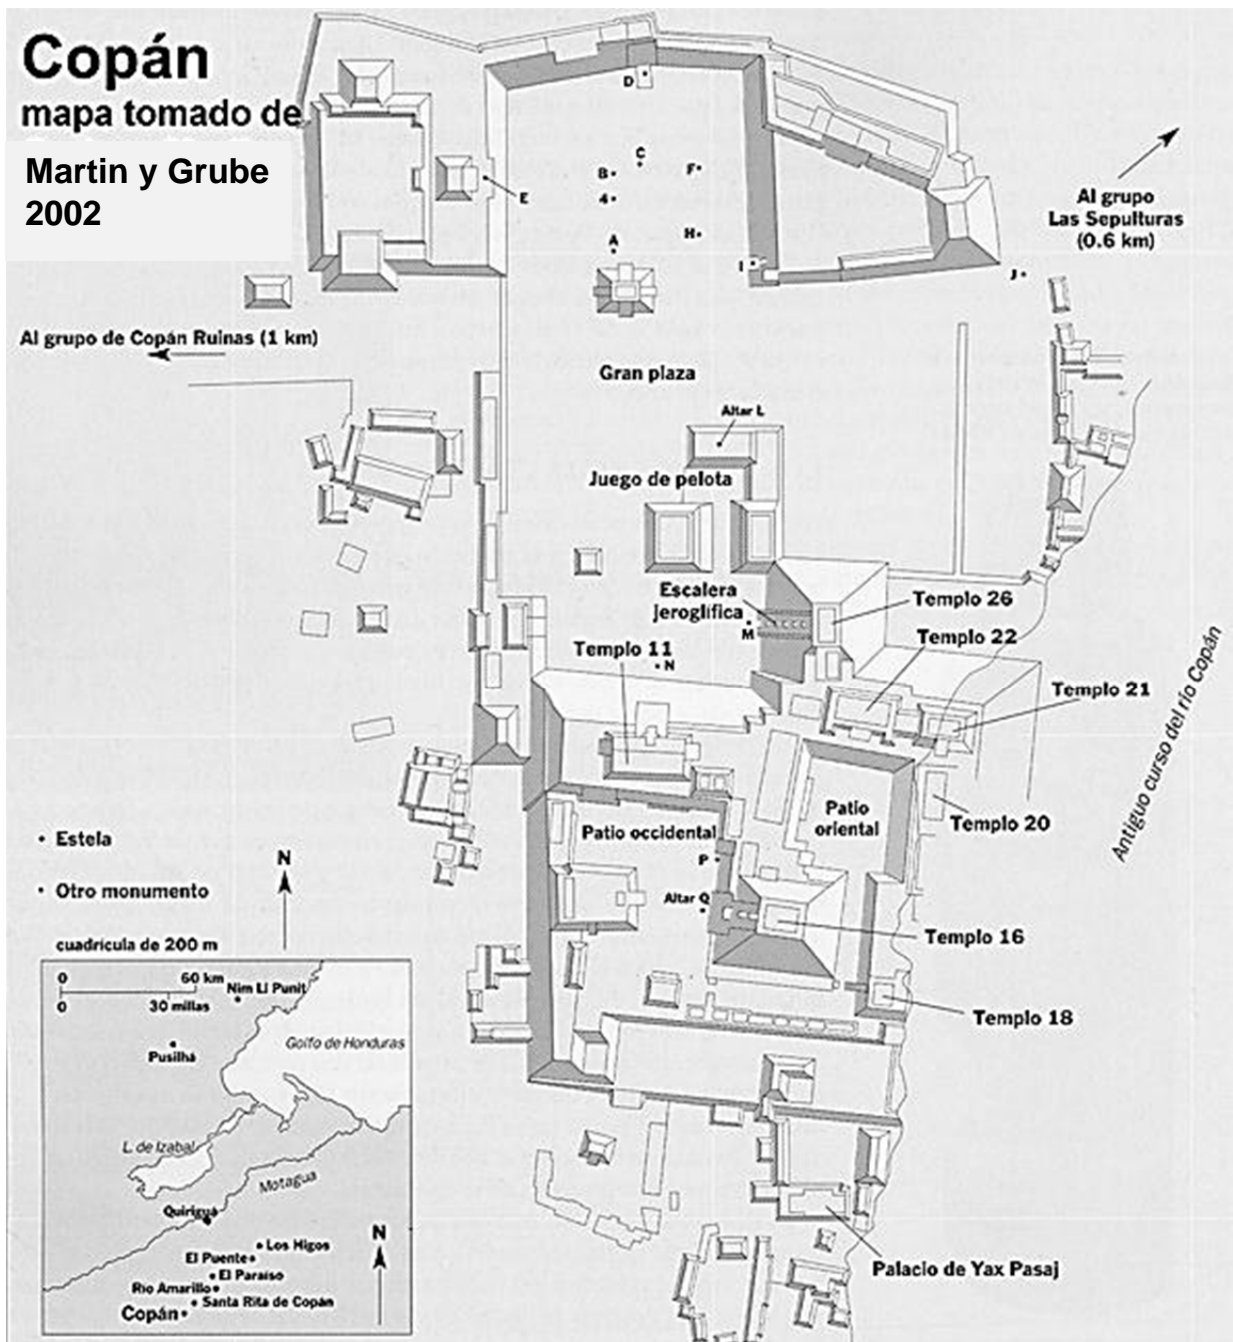 Copán
mapa tomado de
Martin y Grube
2002
D
C
B
F
4
E
A
H
I
J
Al grupo
Las Sepulturas
(0.6 km)
Al grupo de Copán Ruinas (1 km)
Gran plaza
Altar L
Juego de pelota
Escalera
jeroglífica
M
Templo 26
Templo 22
Templo 11
N
Templo 21
Antiguo curso del río Copán
Patio
oriental
Templo 20
Patio occidental
P
Altar Q
Templo 16
Templo 18
Palacio de Yax Pasaj
• Estela
• Otro monumento
N
cuadrícula de 200 m
0 60 km
0 30 millas
Nim Li Punit
Golfo de Honduras
Pusilhá
L. de Izabal
Motagua
Quiriguá
Los Higos
El Puente
El Paraíso
Río Amarillo
Santa Rita de Copán
Copán
N